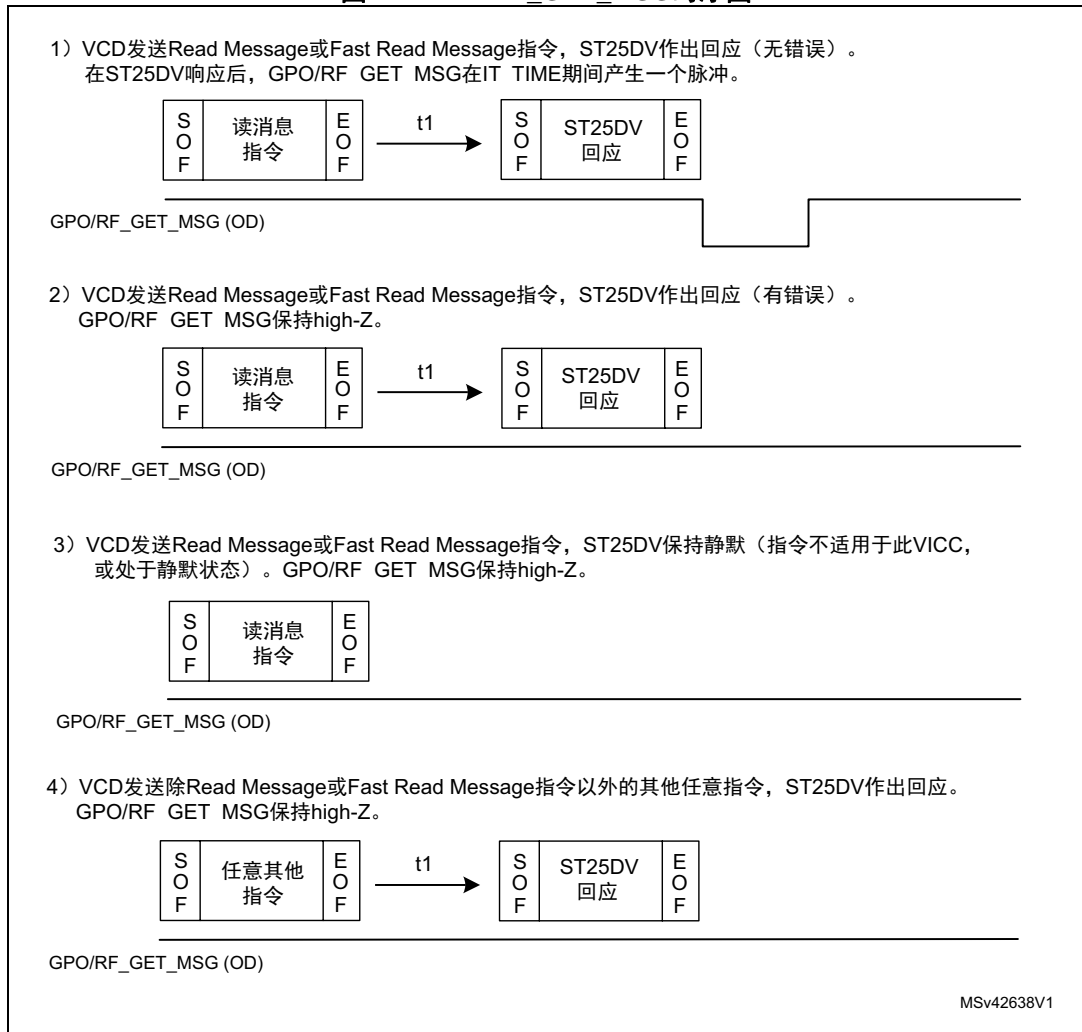 1）VCD发送Read Message或Fast Read Message指令，ST25DV作出回应（无错误）。
在ST25DV响应后，GPO/RF GET MSG在IT TIME期间产生一个脉冲。
S O F
读消息
指令
E O F
t1
S O F
ST25DV
回应
E O F
GPO/RF_GET_MSG (OD)
2）VCD发送Read Message或Fast Read Message指令，ST25DV作出回应（有错误）。
GPO/RF GET MSG保持high-Z。
S O F
读消息
指令
E O F
t1
S O F
ST25DV
回应
E O F
GPO/RF_GET_MSG (OD)
3）VCD发送Read Message或Fast Read Message指令，ST25DV保持静默（指令不适用于此VICC，
或处于静默状态）。GPO/RF GET MSG保持high-Z。
S O F
读消息
指令
E O F
GPO/RF_GET_MSG (OD)
4）VCD发送除Read Message或Fast Read Message指令以外的其他任意指令，ST25DV作出回应。
GPO/RF GET MSG保持high-Z。
S O F
任意其他
指令
E O F
t1
S O F
ST25DV
回应
E O F
GPO/RF_GET_MSG (OD)
MSv42638V1